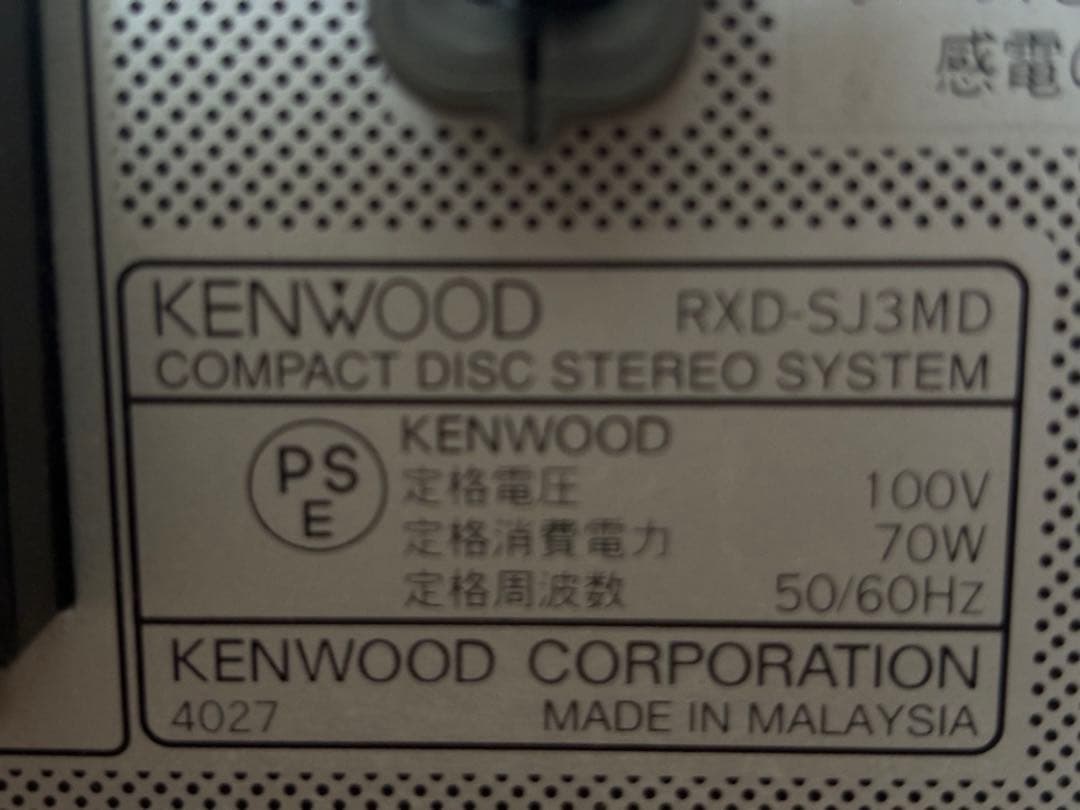 感電
KENWOOD RXD-SJ3MD
COMPACT DISC STEREO SYSTEM
PSE KENWOOD
定格電圧 100V
定格消費電力 70W
定格周波数 50/60Hz
KENWOOD CORPORATION
4027 MADE IN MALAYSIA